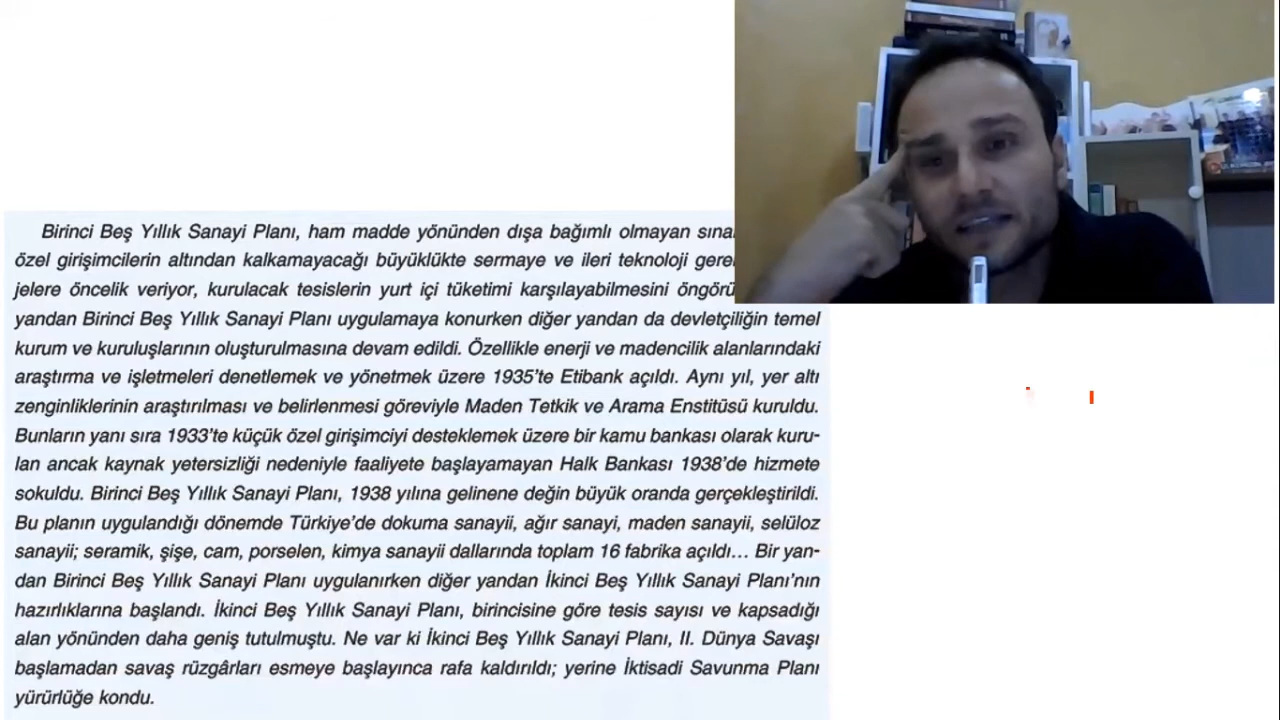 Birinci Beş Yıllık Sanayi Planı, ham madde yönünden dışa bağımlı olmayan
özel girişimcilerin altından kalkamayacağı büyüklükte sermaye ve ileri teknoloji
jelere öncelik veriyor, kurulacak tesislerin yurt içi tüketimi karşılayabilmesini
yandan Birinci Beş Yıllık Sanayi Planı uygulamaya konurken diğer yandan da devletçiliğin temel
kurum ve kuruluşlarının oluşturulmasına devam edildi. Özellikle enerji ve madencilik alanlarındaki
araştırma ve işletmeleri denetlemek ve yönetmek üzere 1935’te Etibank açıldı. Aynı yıl, yer altı
zenginliklerinin araştırılması ve belirlenmesi göreviyle Maden Tetkik ve Arama Enstitüsü kuruldu.
Bunların yanı sıra 1933’te küçük özel girişimciyi desteklemek üzere bir kamu bankası olarak kuru-
lan ancak kaynak yetersizliği nedeniyle faaliyete başlayamayan Halk Bankası 1938’de hizmete
sokuldu. Birinci Beş Yıllık Sanayi Planı, 1938 yılına gelinene değin büyük oranda gerçekleştirildi.
Bu planın uygulandığı dönemde Türkiye’de dokuma sanayii, ağır sanayi, maden sanayii, selüloz
sanayii; seramik, şişe, cam, porselen, kimya sanayii dallarında toplam 16 fabrika açıldı… Bir yan-
dan Birinci Beş Yıllık Sanayi Planı uygulanırken diğer yandan İkinci Beş Yıllık Sanayi Planı’nın
hazırlıklarına başlandı. İkinci Beş Yıllık Sanayi Planı, birincisine göre tesis sayısı ve kapsadığı
alan yönünden daha geniş tutulmuştu. Ne var ki İkinci Beş Yıllık Sanayi Planı, II. Dünya Savaşı
başlamadan savaş rüzgârları esmeye başlayınca rafa kaldırıldı; yerine İktisadi Savunma Planı
yürürlüğe kondu.